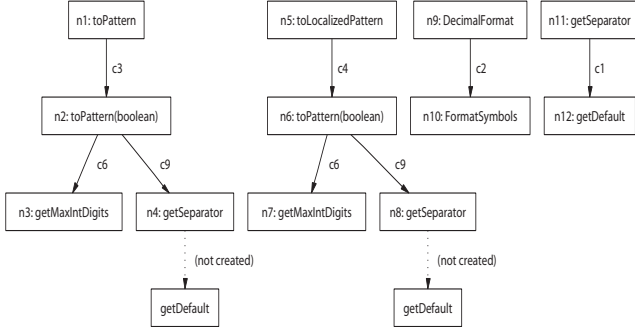 n1: toPattern
n5: toLocalizedPattern
n9: DecimalFormat
n11: getSeparator
c3
c4
c2
c1
n2: toPattern(boolean)
n6: toPattern(boolean)
n10: FormatSymbols
n12: getDefault
c6
c9
c6
c9
n3: getMaxIntDigits
n4: getSeparator
n7: getMaxIntDigits
n8: getSeparator
(not created)
(not created)
getDefault
getDefault